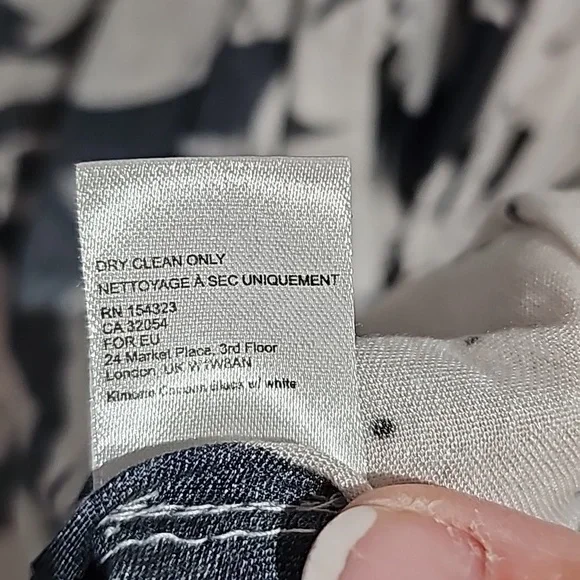 DRY CLEAN ONLY
NETTOYAGE À SEC UNIQUEMENT
RN 154323
CA 32054
FOR EU
24 Market Place, 3rd Floor
London, UK W1W8AN
Kimono Black w/ white